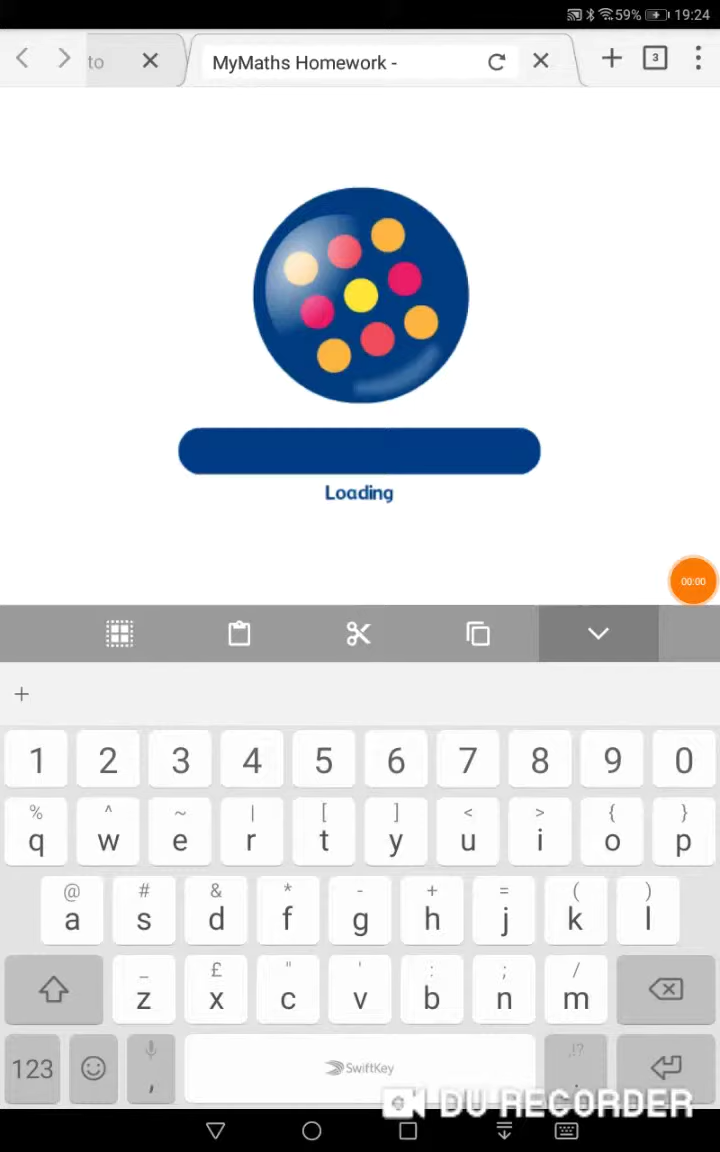 59% 19:24
to MyMaths Homework - 3
Loading
00:00
+
1 2 3 4 5 6 7 8 9 0
% ^ ~ | [ ] < > { }
q w e r t y u i o p
@ # & * - + = ( )
a s d f g h j k l
_ £ " ' : ; /
z x c v b n m
123 , SwiftKey ,!? .
DU RECORDER